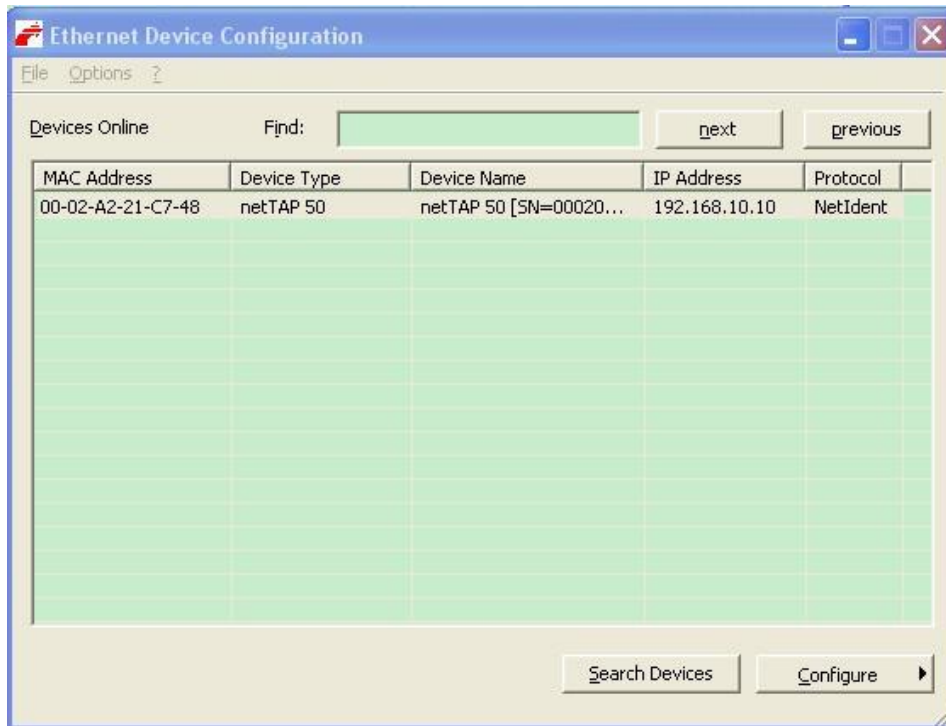 Ethernet Device Configuration
File Options ?
Devices Online Find: next previous
MAC Address Device Type Device Name IP Address Protocol
00-02-A2-21-C7-48 netTAP 50 netTAP 50 [SN=00020... 192.168.10.10 NetIdent
Search Devices Configure